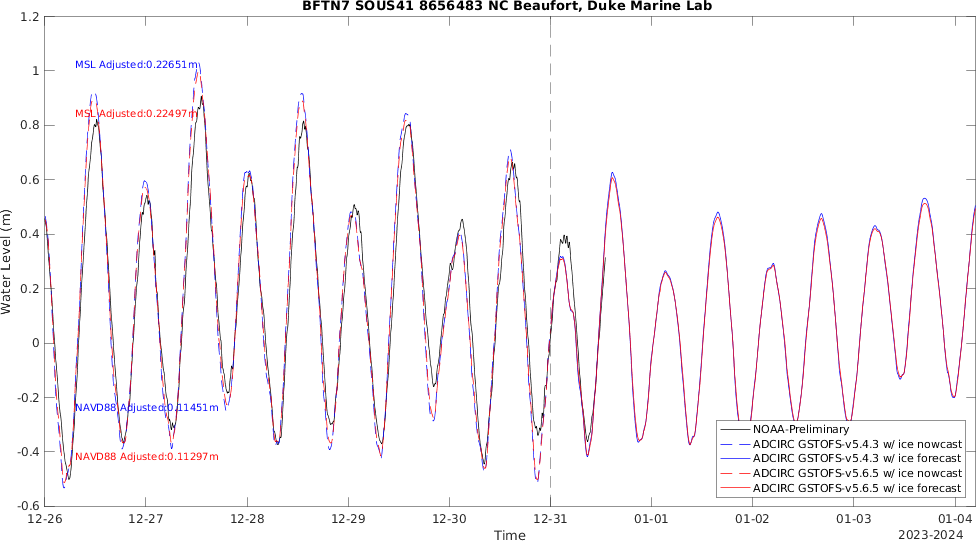 BFTN7 SOUS41 8656483 NC Beaufort, Duke Marine Lab
1.2
1
0.8
0.6
0.4
0.2
0
-0.2
-0.4
-0.6
Water Level (m)
MSL Adjusted:0.22651m
MSL Adjusted:0.22497m
NAVD88 Adjusted:0.11451m
NAVD88 Adjusted:0.11297m
NOAA-Preliminary
ADCIRC GSTOFS-v5.4.3 w/ ice nowcast
ADCIRC GSTOFS-v5.4.3 w/ ice forecast
ADCIRC GSTOFS-v5.6.5 w/ ice nowcast
ADCIRC GSTOFS-v5.6.5 w/ ice forecast
12-26 12-27 12-28 12-29 12-30 12-31 01-01 01-02 01-03 01-04
Time
2023-2024